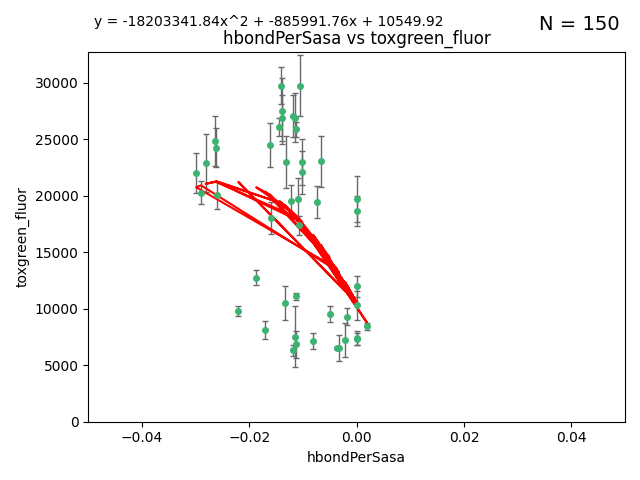 y = -18203341.84x^2 + -885991.76x + 10549.92
N = 150
hbondPerSasa vs toxgreen_fluor
30000
25000
20000
15000
10000
5000
0
toxgreen_fluor
−0.04
−0.02
0.00
0.02
0.04
hbondPerSasa